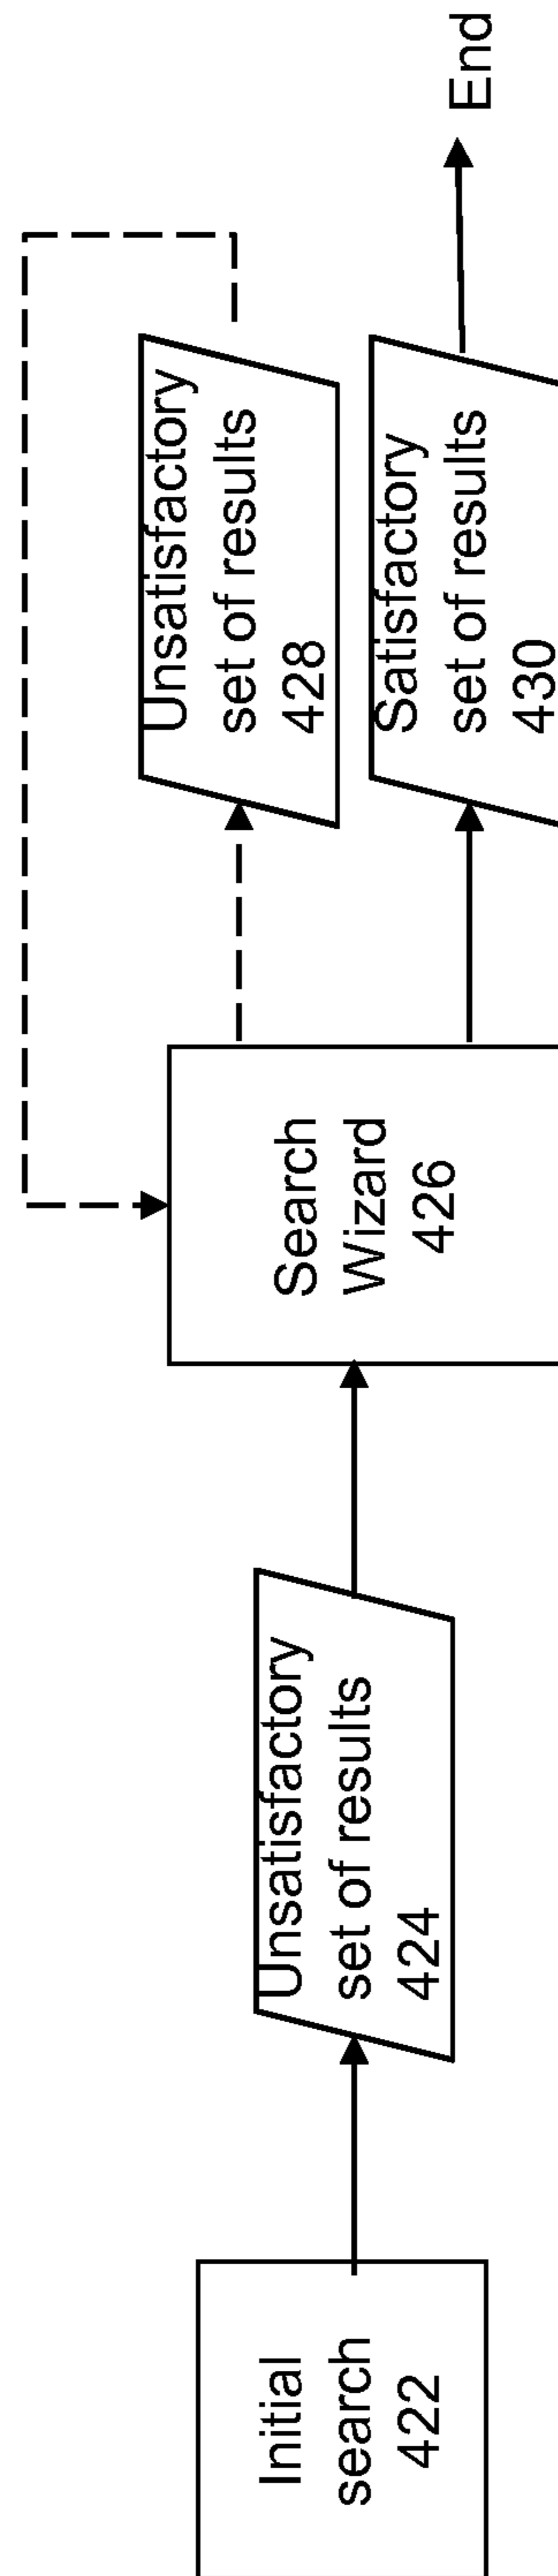 Initial
search
422
Unsatisfactory
set of results
424
Search
Wizard
426
Unsatisfactory
set of results
428
Satisfactory
set of results
430
End